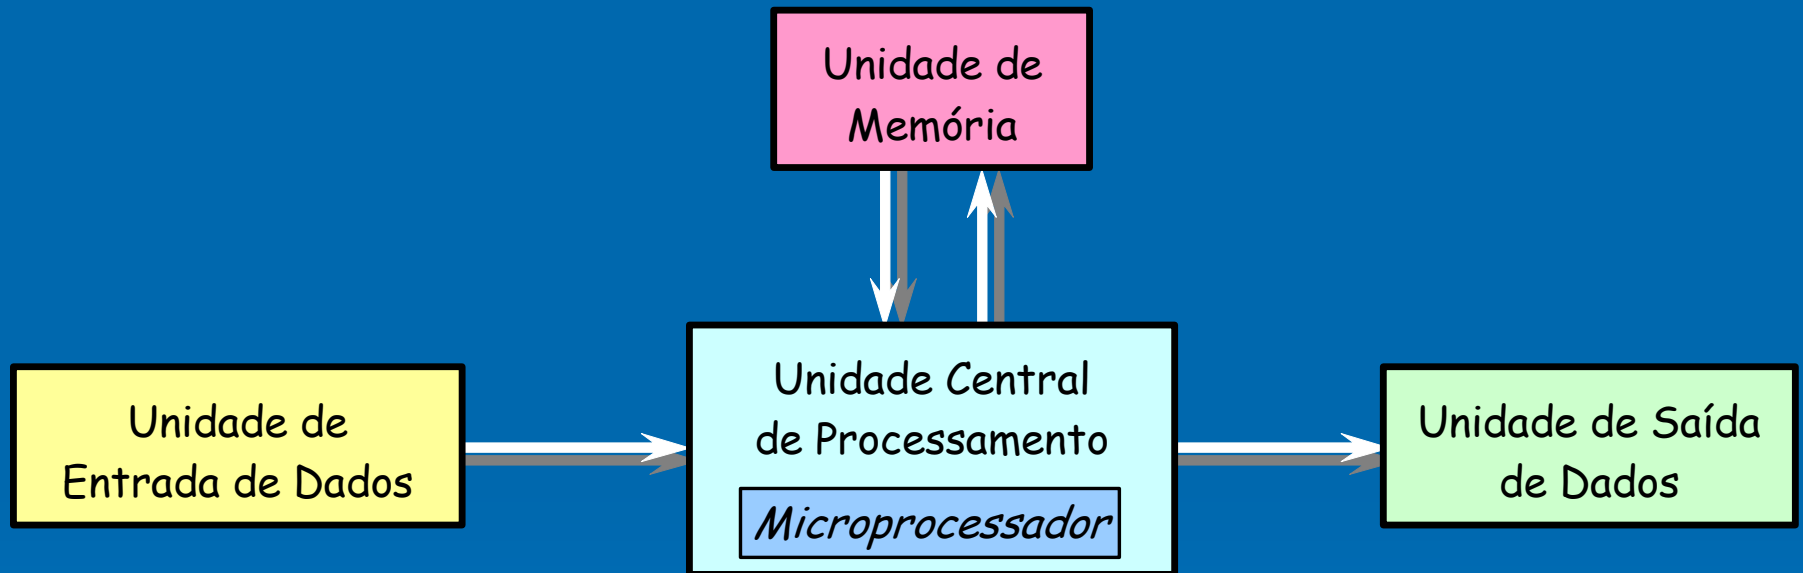 Unidade de
Memória
Unidade de
Entrada de Dados
Unidade Central
de Processamento
Microprocessador
Unidade de Saída
de Dados